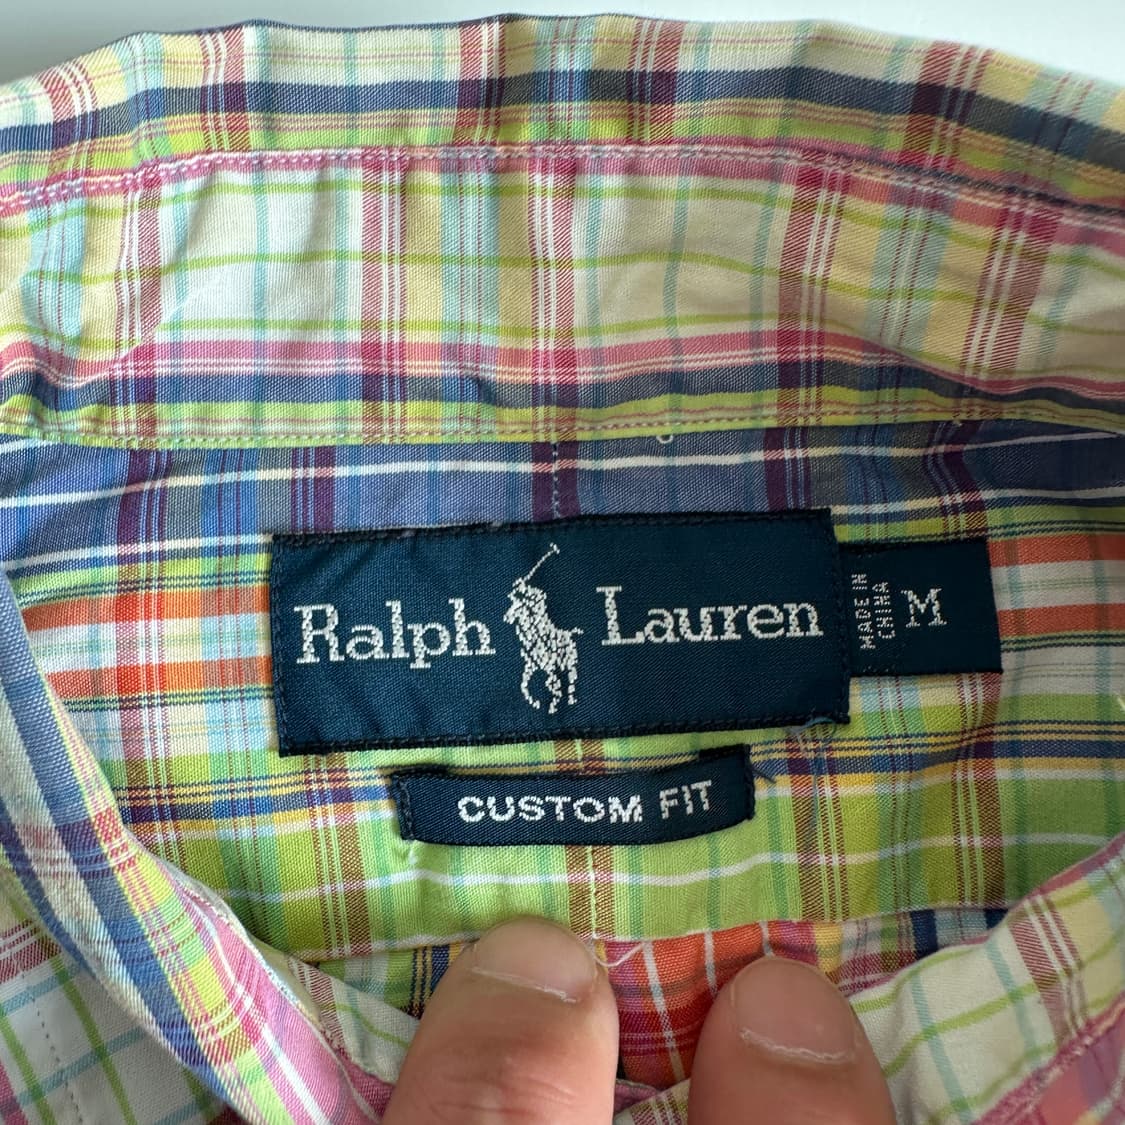 Ralph Lauren
MADE IN
CHINA
M
CUSTOM FIT